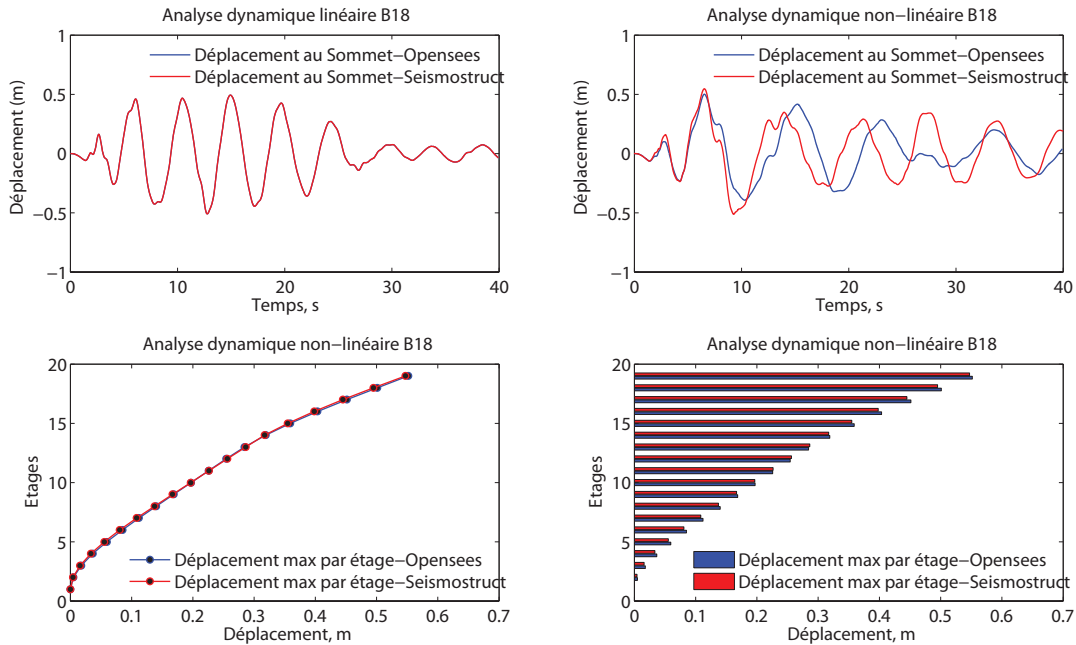 Analyse dynamique linéaire B18
1
Déplacement au Sommet−Opensees
Déplacement au Sommet−Seismostruct
0.5
0
−0.5
−1
Déplacement (m)
0
10
20
30
40
Temps, s
Analyse dynamique non−linéaire B18
1
Déplacement au Sommet−Opensees
Déplacement au Sommet−Seismostruct
0.5
0
−0.5
−1
Déplacement (m)
0
10
20
30
40
Temps, s
Analyse dynamique non−linéaire B18
20
15
10
5
0
Etages
Déplacement max par étage−Opensees
Déplacement max par étage−Seismostruct
0
0.1
0.2
0.3
0.4
0.5
0.6
0.7
Déplacement, m
Analyse dynamique non−linéaire B18
20
15
10
5
0
Etages
Déplacement max par étage−Opensees
Déplacement max par étage−Seismostruct
0
0.1
0.2
0.3
0.4
0.5
0.6
0.7
Déplacement, m